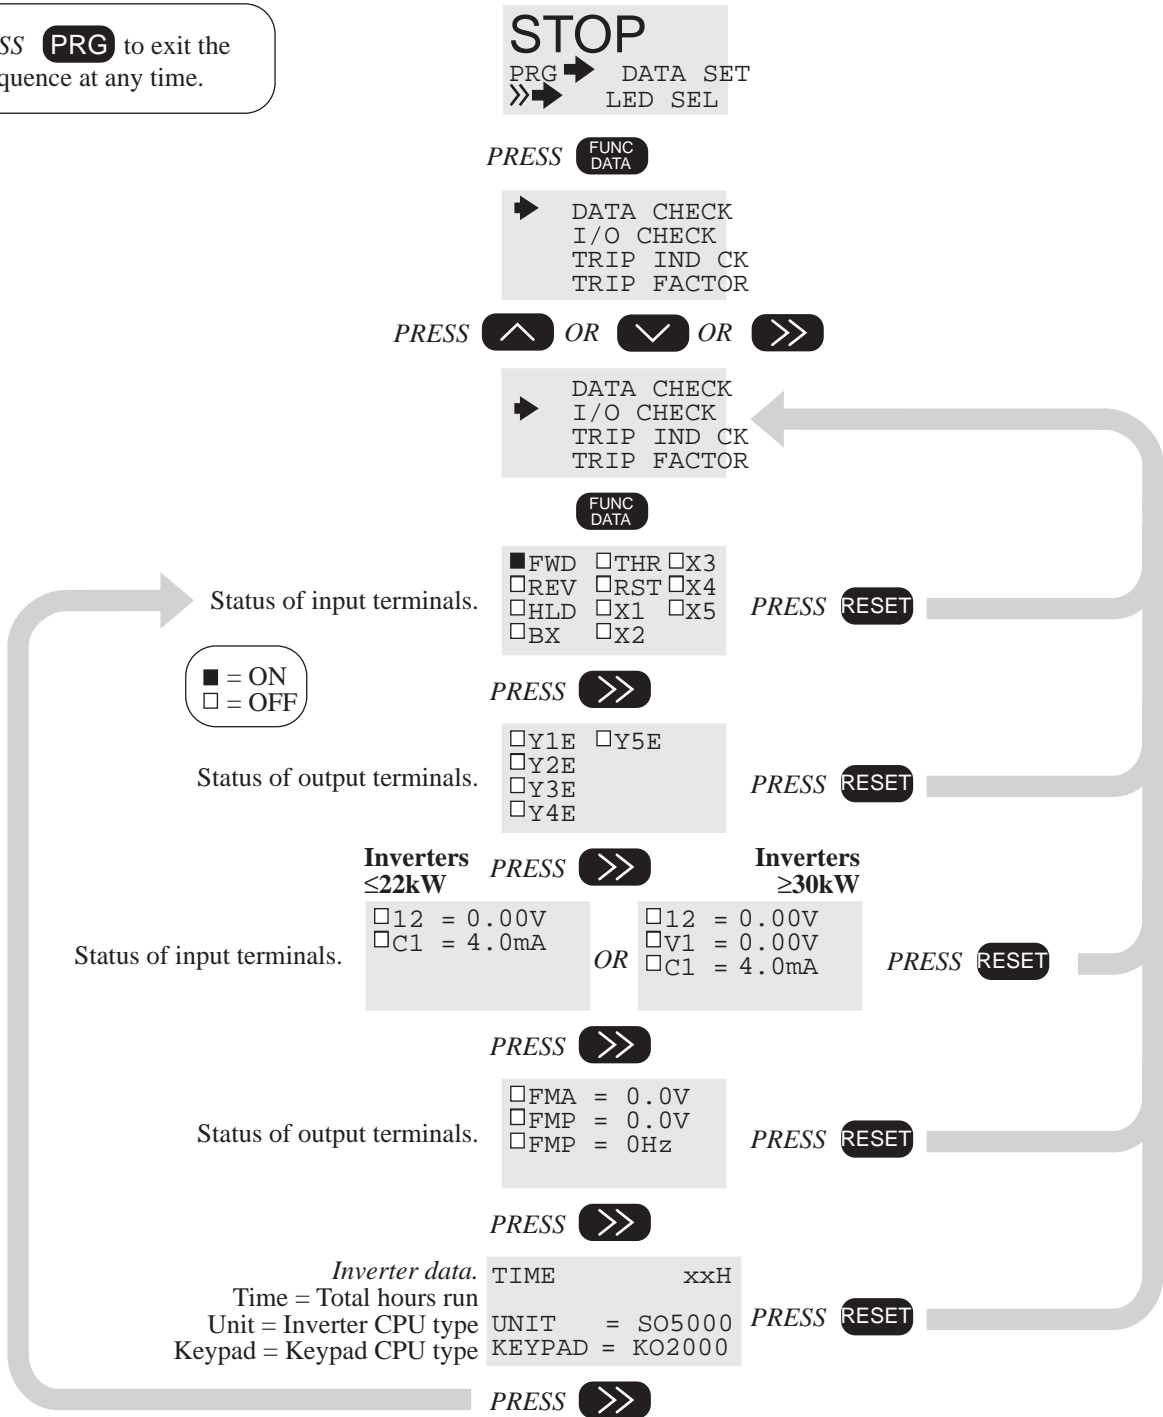 SS PRG to exit the
quence at any time.
STOP
PRG DATA SET
LED SEL
PRESS FUNC DATA
DATA CHECK
I/O CHECK
TRIP IND CK
TRIP FACTOR
PRESS OR OR
DATA CHECK
I/O CHECK
TRIP IND CK
TRIP FACTOR
FUNC DATA
Status of input terminals.
□ = OFF
■ = ON
■FWD □THR □X3
□REV □RST □X4
□HLD □X1 □X5
□BX □X2
PRESS RESET
PRESS
Status of output terminals.
□Y1E □Y5E
□Y2E
□Y3E
□Y4E
PRESS RESET
Inverters ≤22kW
PRESS
Inverters ≥30kW
Status of input terminals.
□12 = 0.00V
□C1 = 4.0mA
OR
□12 = 0.00V
□V1 = 0.00V
□C1 = 4.0mA
PRESS RESET
PRESS
Status of output terminals.
□FMA = 0.0V
□FMP = 0.0V
□FMP = 0Hz
PRESS RESET
PRESS
Inverter data.
Time = Total hours run
Unit = Inverter CPU type
Keypad = Keypad CPU type
TIME xxH
UNIT = SO5000
KEYPAD = KO2000
PRESS RESET
PRESS